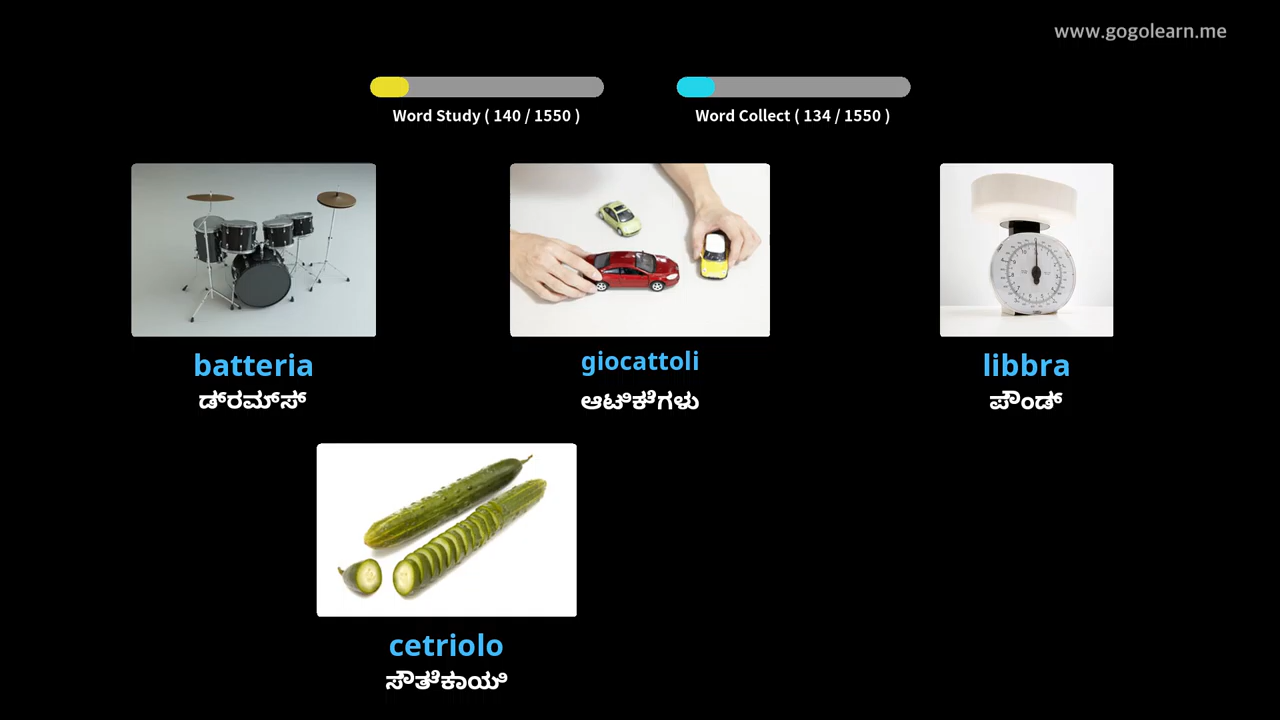 www.gogolearn.me
Word Study ( 140 / 1550 )
Word Collect ( 134 / 1550 )
batteria
ಡ್ರಮ್ಸ್
giocattoli
ಆಟಿಕೆಗಳು
libbra
ಪೌಂಡ್
cetriolo
ಸೌತೆಕಾಯಿ